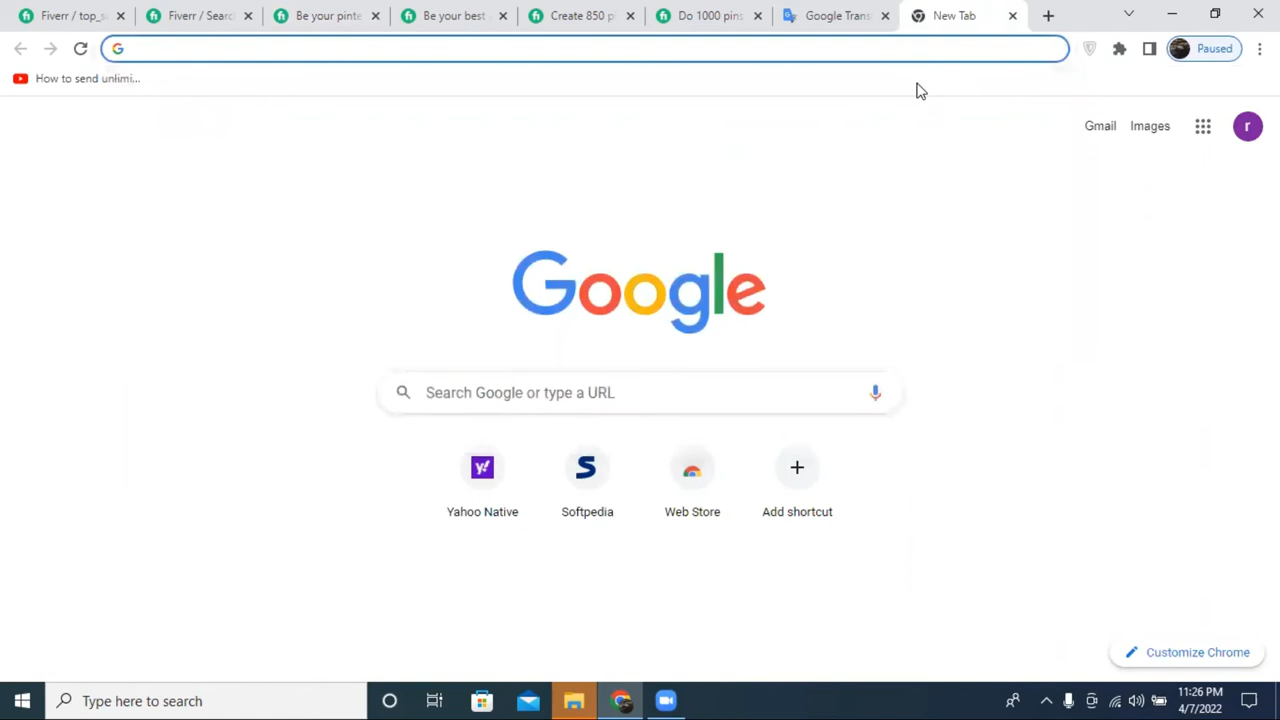 Fiverr / top_s
Fiverr / Searc
Be your pinte
Be your best
Create 850 p
Do 1000 pins
Google Trans
New Tab
Paused
How to send unlimi...
Gmail
Images
r
Google
Search Google or type a URL
Yahoo Native
Softpedia
Web Store
Add shortcut
Customize Chrome
Type here to search
11:26 PM
4/7/2022